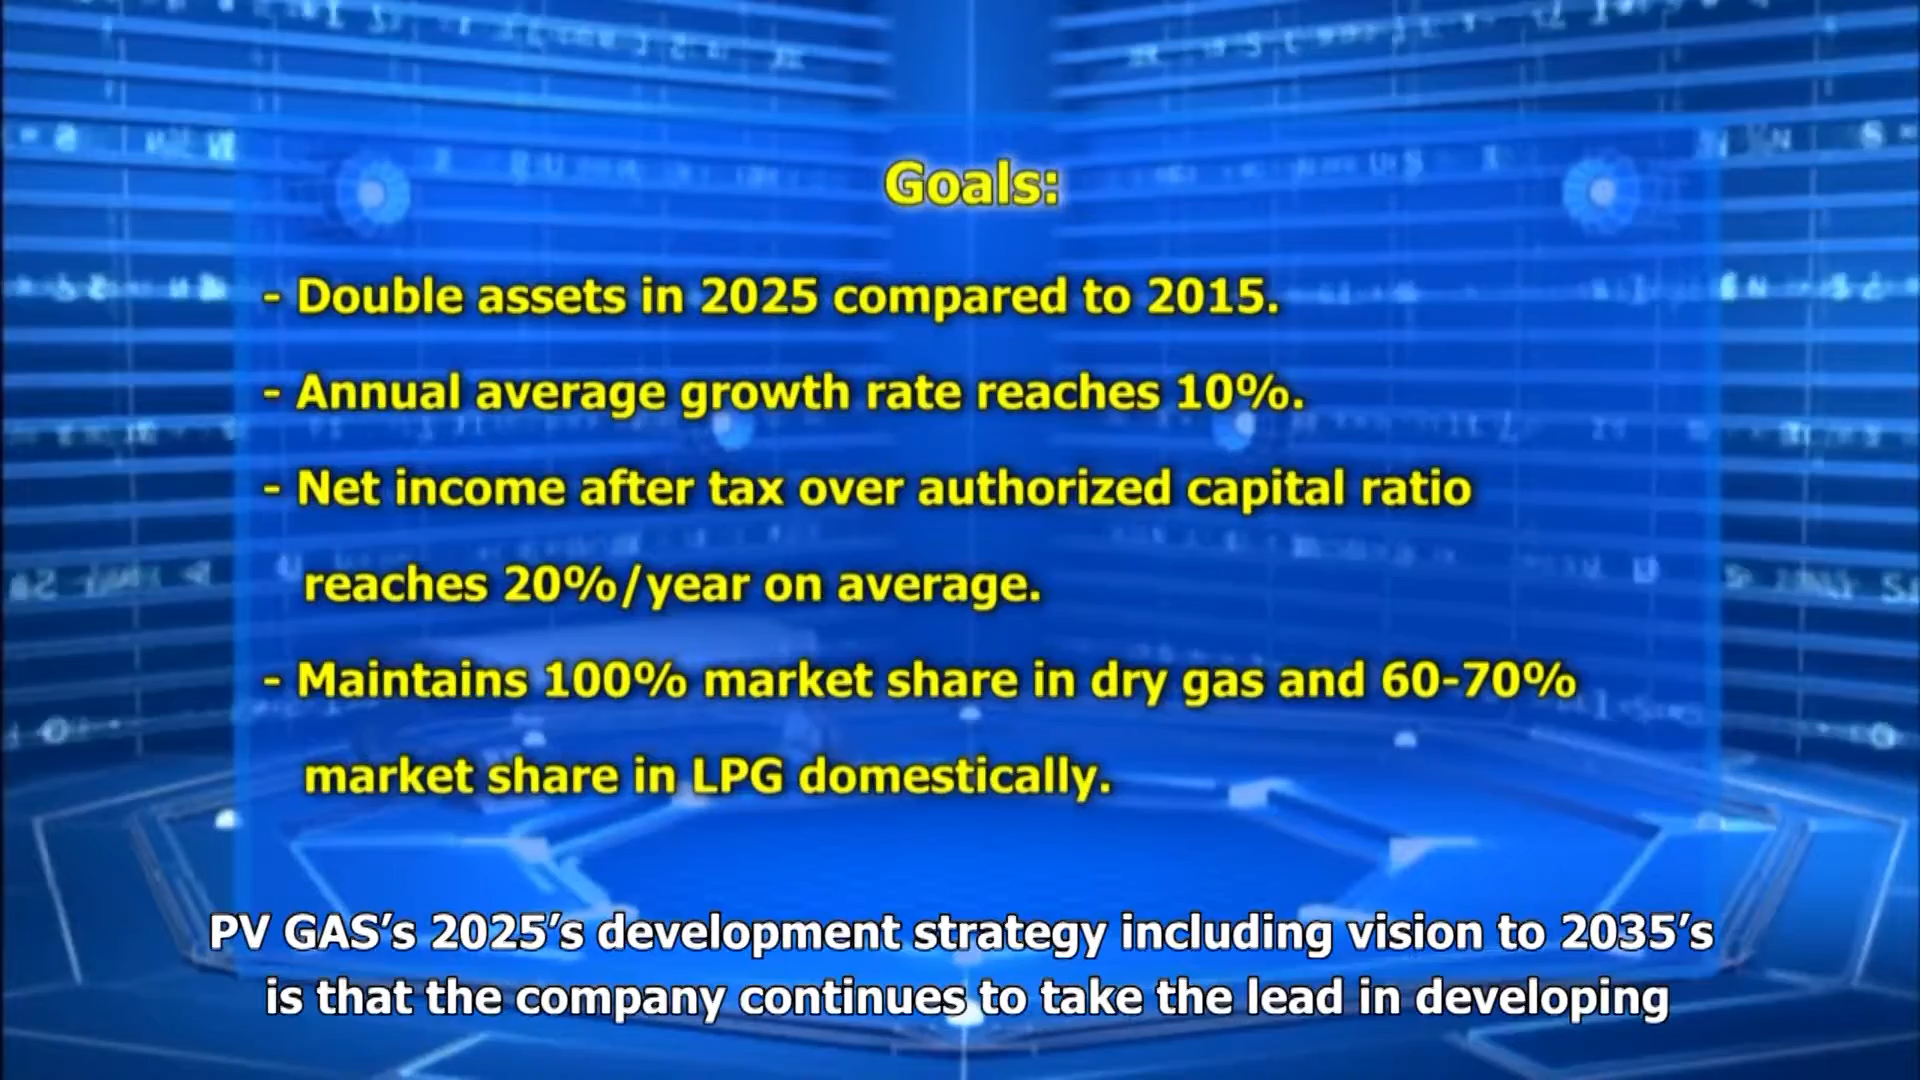 Goals:
- Double assets in 2025 compared to 2015.
- Annual average growth rate reaches 10%.
- Net income after tax over authorized capital ratio
reaches 20%/year on average.
- Maintains 100% market share in dry gas and 60-70%
market share in LPG domestically.
PV GAS’s 2025’s development strategy including vision to 2035’s
is that the company continues to take the lead in developing